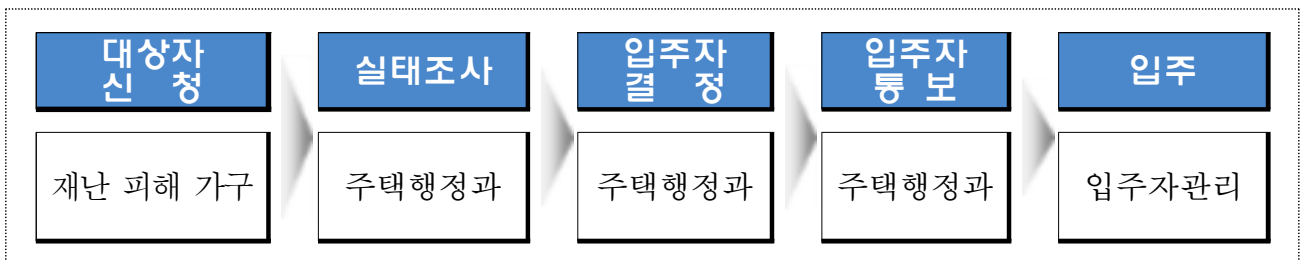 대상자
신 청
실태조사
입주자
결 정
입주자
통 보
입주
재난 피해 가구
주택행정과
주택행정과
주택행정과
입주자관리